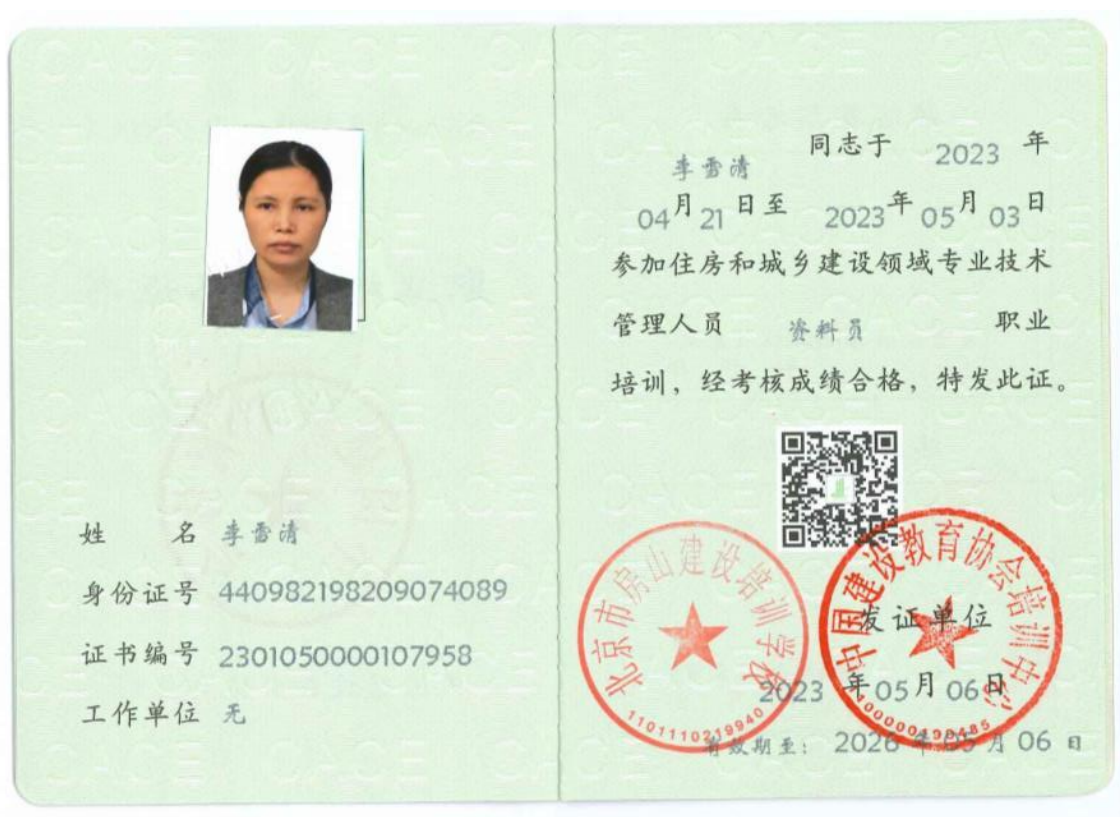 姓 名 李雪清
身份证号 440982198209074089
证书编号 2301050000107958
工作单位 无
李雪清 同志于 2023 年
04月21日至 2023年05月03日
参加住房和城乡建设领域专业技术
管理人员 资料员 职业
培训，经考核成绩合格，特发此证。
北京市房山建设培训学校
1101110219940
中国建设教育协会培训中心
发证单位
2023 年05月06日
有效期至： 2026 年05月06日
CACE